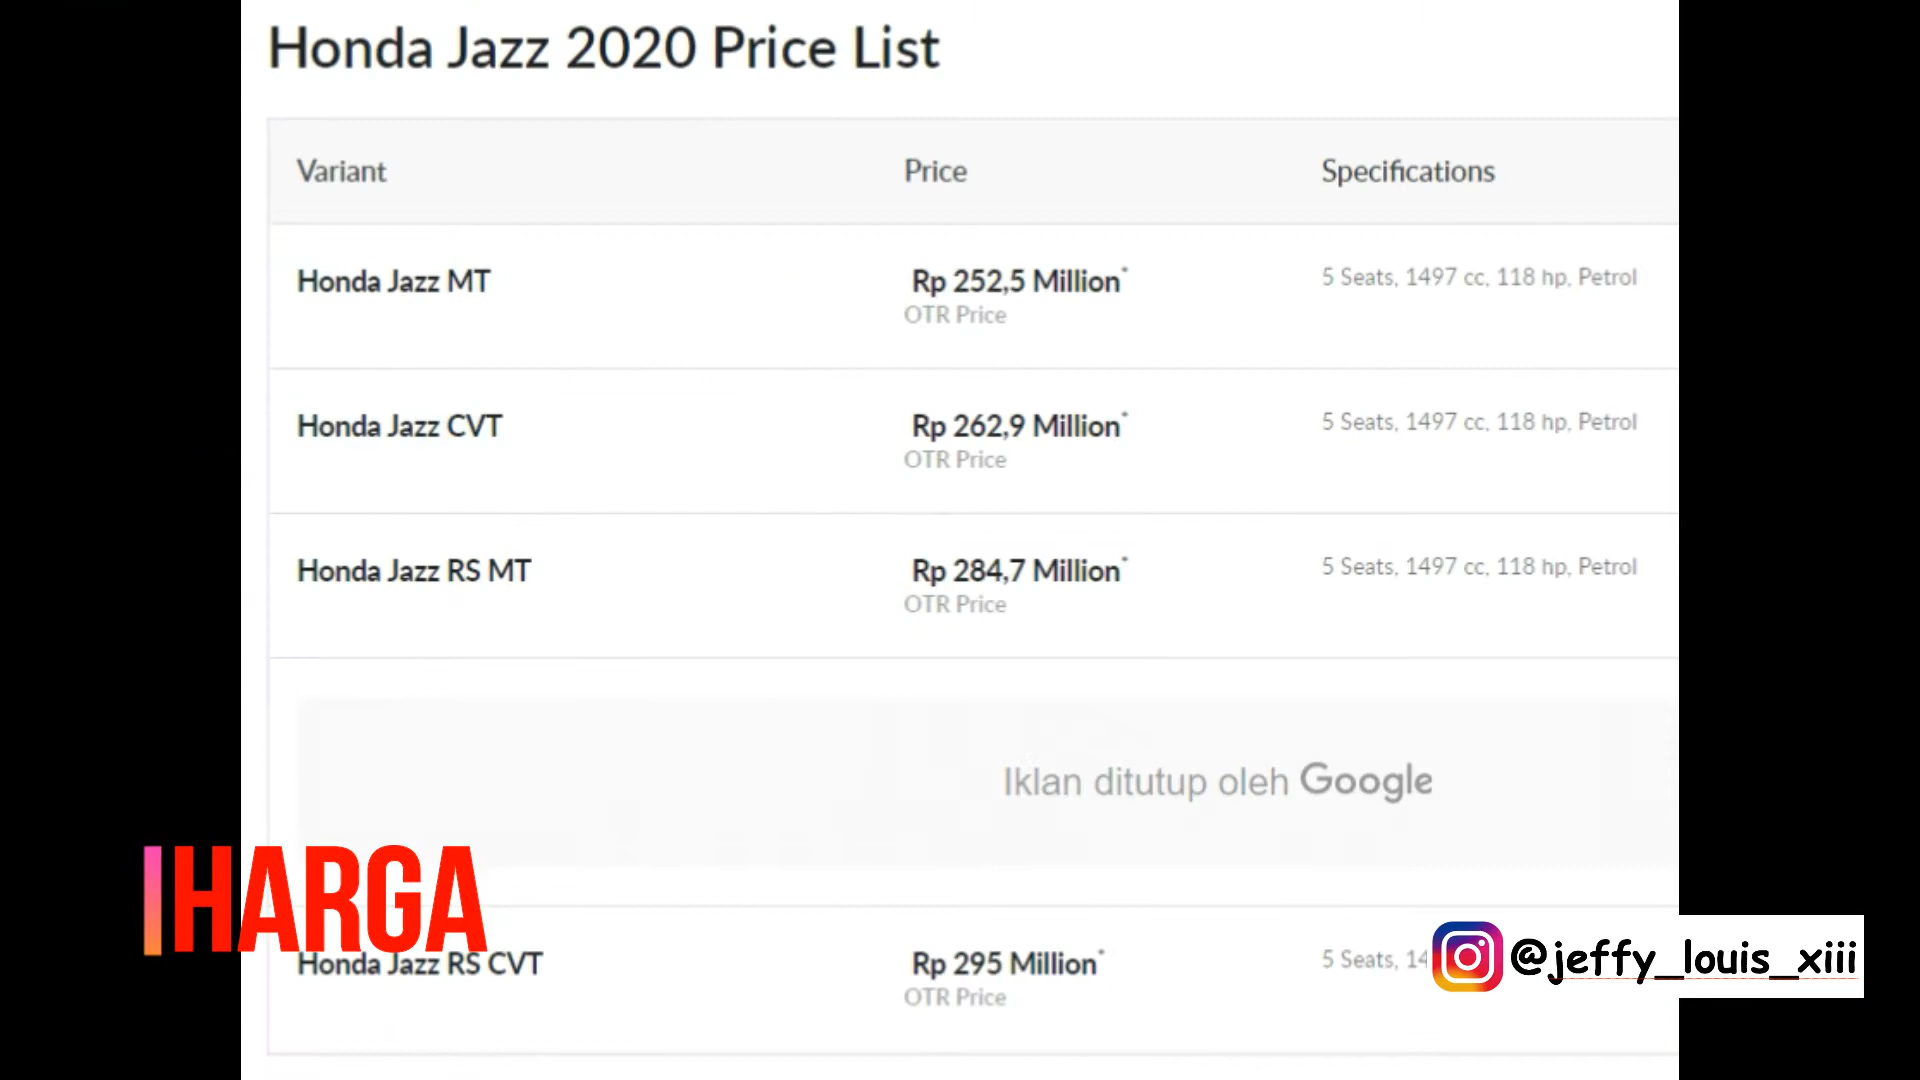 Honda Jazz 2020 Price List
Variant Price Specifications
Honda Jazz MT Rp 252,5 Million* 5 Seats, 1497 cc, 118 hp, Petrol
OTR Price
Honda Jazz CVT Rp 262,9 Million* 5 Seats, 1497 cc, 118 hp, Petrol
OTR Price
Honda Jazz RS MT Rp 284,7 Million* 5 Seats, 1497 cc, 118 hp, Petrol
OTR Price
Iklan ditutup oleh Google
HARGA
Honda Jazz RS CVT Rp 295 Million* 5 Seats, 14
OTR Price
@jeffy_louis_xiii